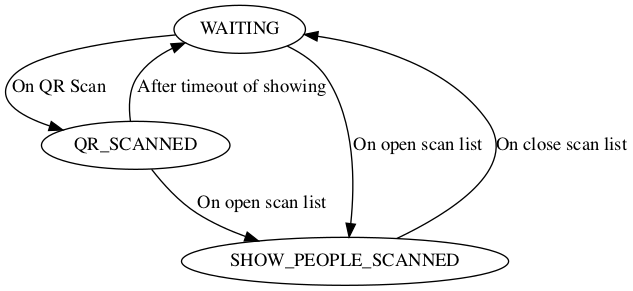 WAITING
On QR Scan
After timeout of showing
QR_SCANNED
On open scan list
On close scan list
On open scan list
SHOW_PEOPLE_SCANNED